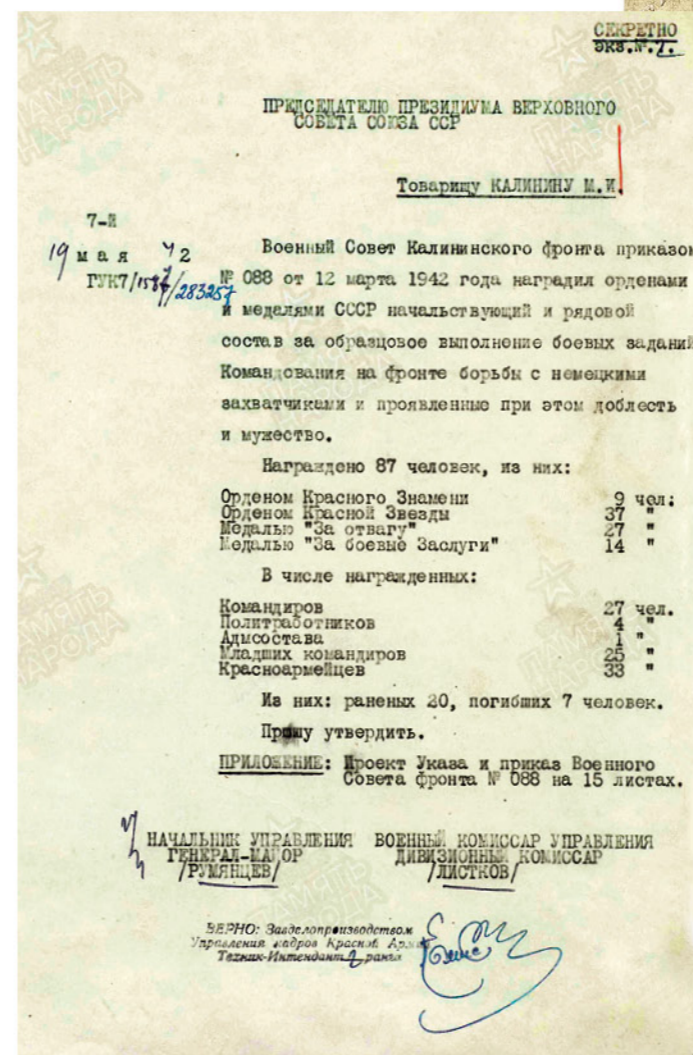 СЕКРЕТНО
экз.№.1.
ПРЕДСЕДАТЕЛЮ ПРЕЗИДИУМА ВЕРХОВНОГО
СОВЕТА СОЮЗА ССР
Товарищу КАЛИНИНУ М.И.
7-й
19 мая 42
ГУК7/ 283257
Военный Совет Калининского фронта приказом
№ 088 от 12 марта 1942 года наградил орденами
и медалями СССР начальствующий и рядовой
состав за образцовое выполнение боевых заданий
Командования на фронте борьбы с немецкими
захватчиками и проявленные при этом доблесть
и мужество.
Награждено 87 человек, из них:
Орденом Красного Знамени 9 чел:
Орденом Красной Звезды 37 "
Медалью "За отвагу" 27 "
Медалью "За боевые Заслуги" 14 "
В числе награжденных:
Командиров 27 чел.
Политработников 4 "
Адмсостава 1 "
Младших командиров 25 "
Красноармейцев 33 "
Из них: раненых 20, погибших 7 человек.
Прошу утвердить.
ПРИЛОЖЕНИЕ: Проект Указа и приказ Военного
Совета фронта № 088 на 15 листах.
НАЧАЛЬНИК УПРАВЛЕНИЯ ВОЕННЫЙ КОМИССАР УПРАВЛЕНИЯ
ГЕНЕРАЛ-МАЙОР ДИВИЗИОННЫЙ КОМИССАР
/РУМЯНЦЕВ/ /ЛИСТКОВ/
ВЕРНО: Завделопроизводством
Управления кадров Красной Армии
Техник-Интендант 2 ранга
ПАМЯТЬ
НАРОДА